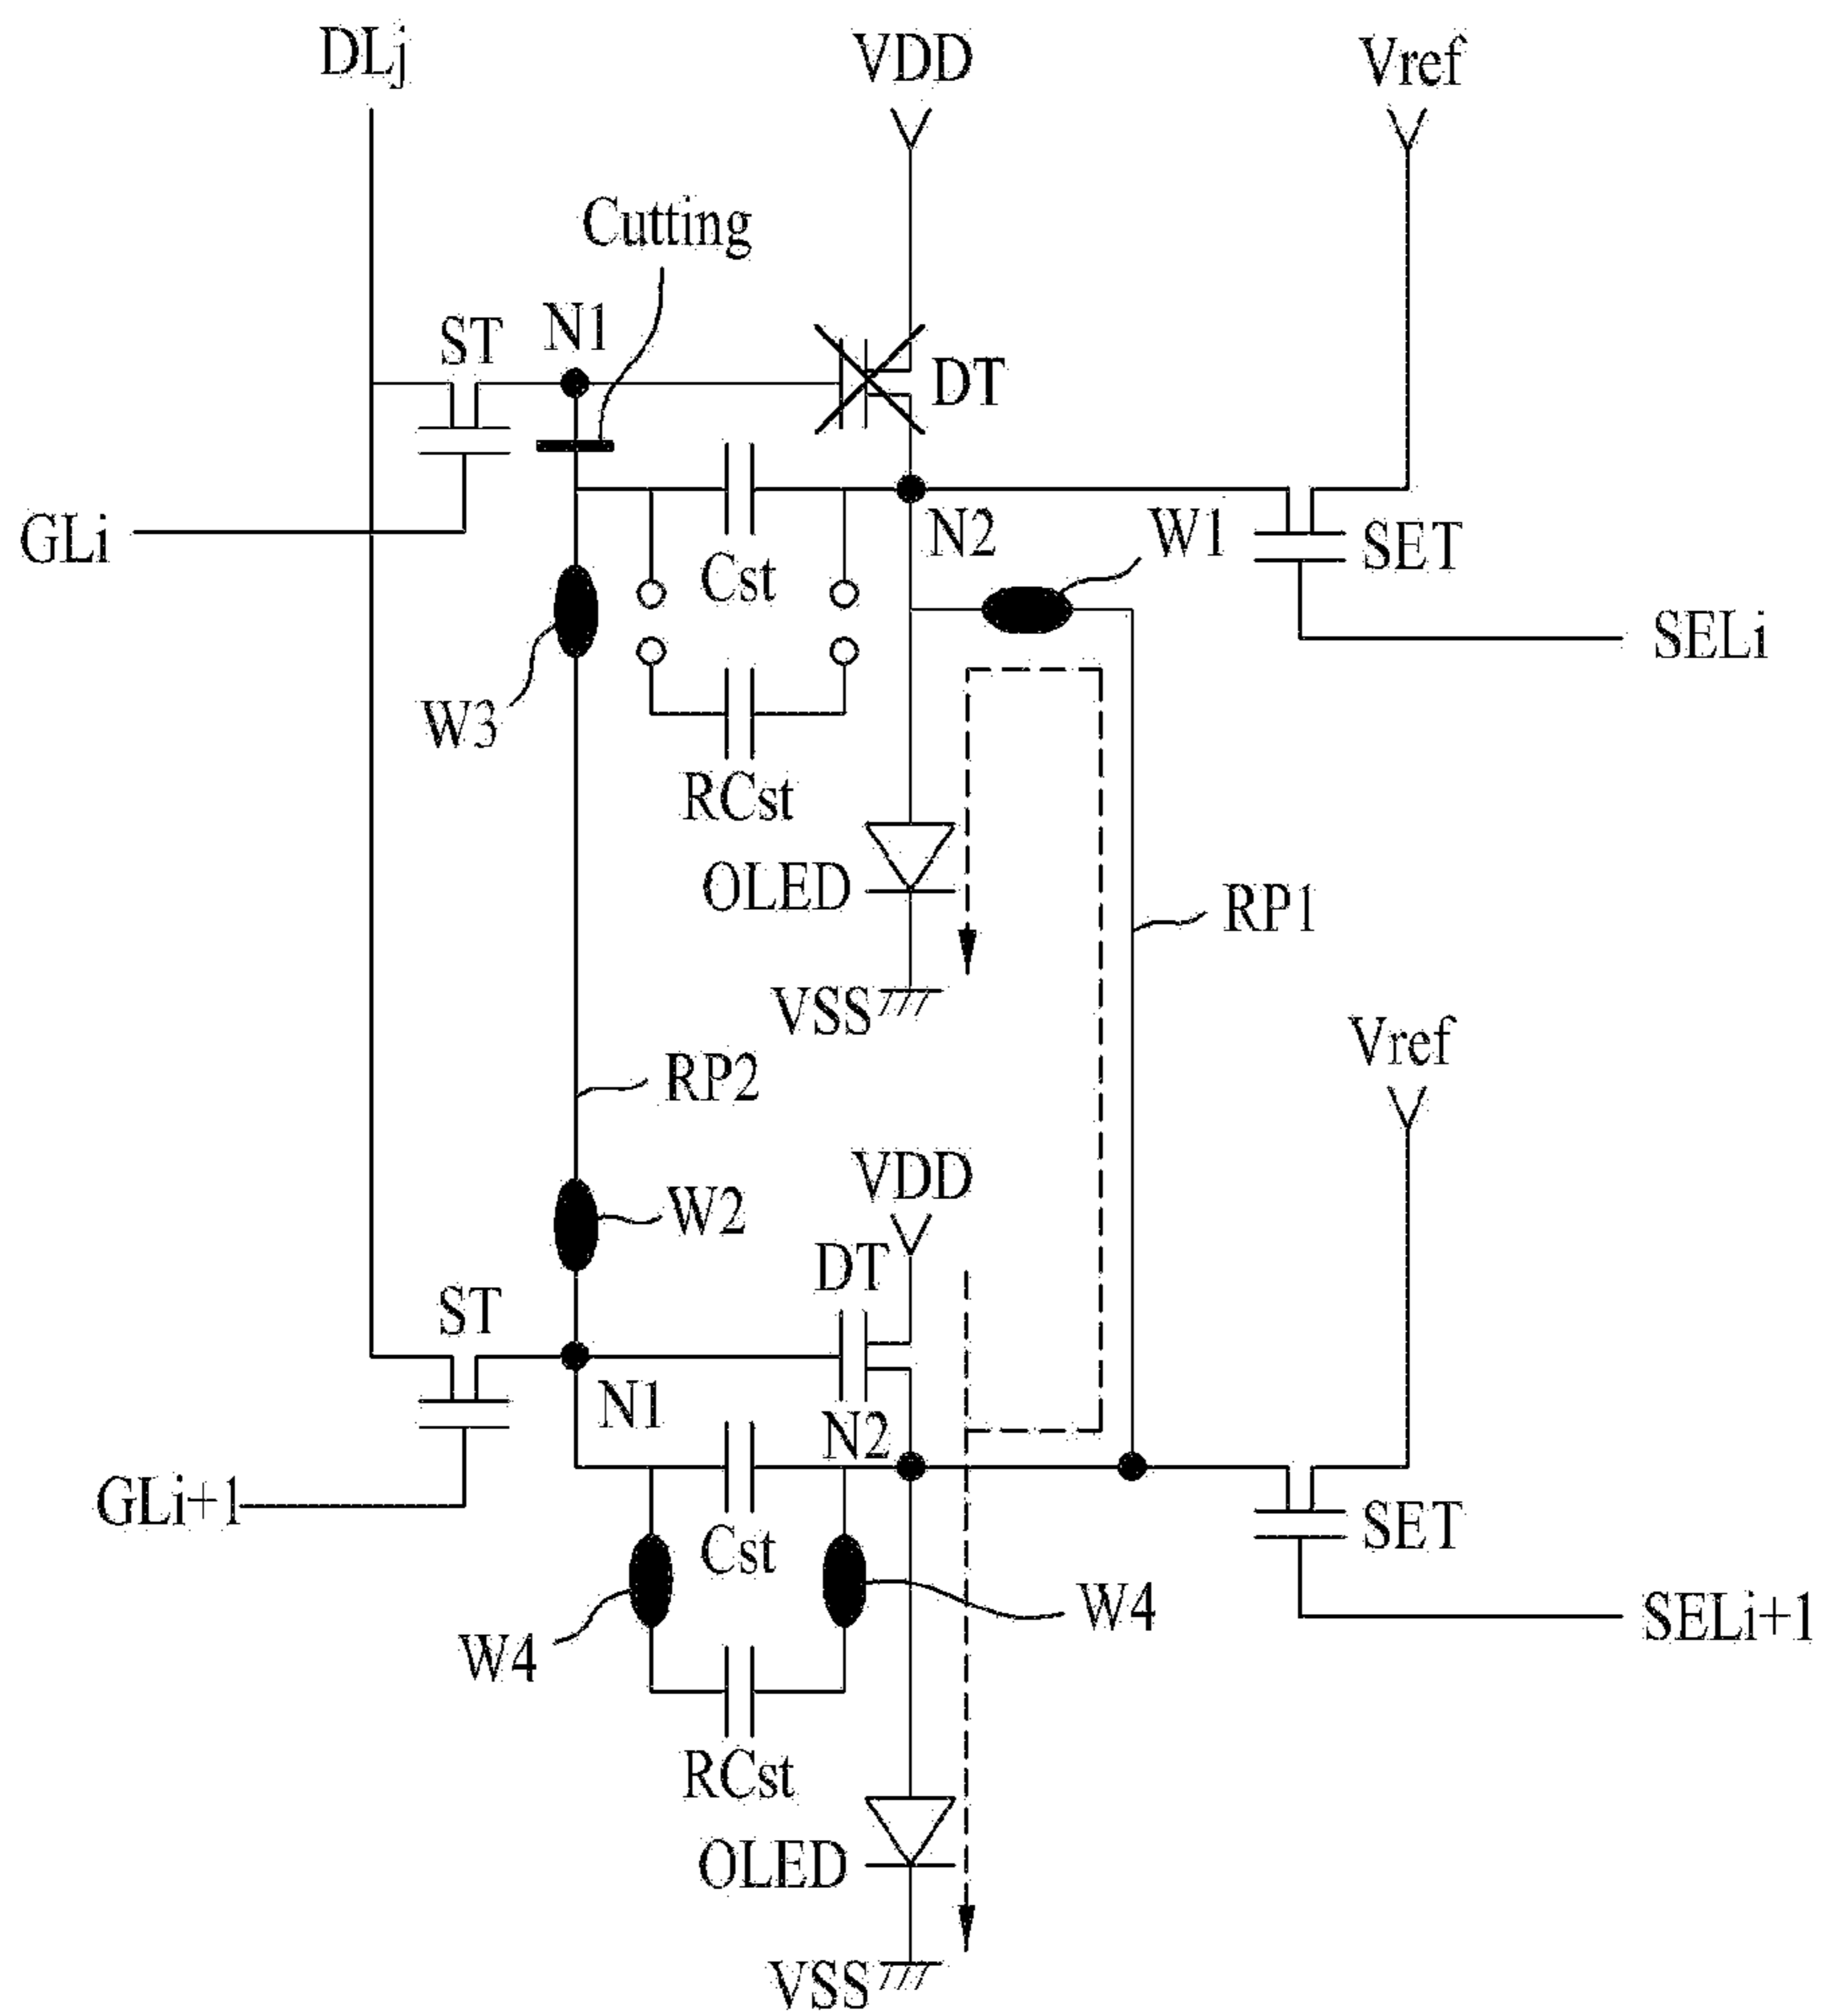 DLj
VDD
Vref
Cutting
ST
N1
DT
GLi
Cst
N2
W1
SET
SELi
W3
RCst
OLED
RP1
VSS
Vref
RP2
VDD
W2
DT
ST
N1
N2
GLi+1
Cst
SET
W4
W4
SELi+1
RCst
OLED
VSS